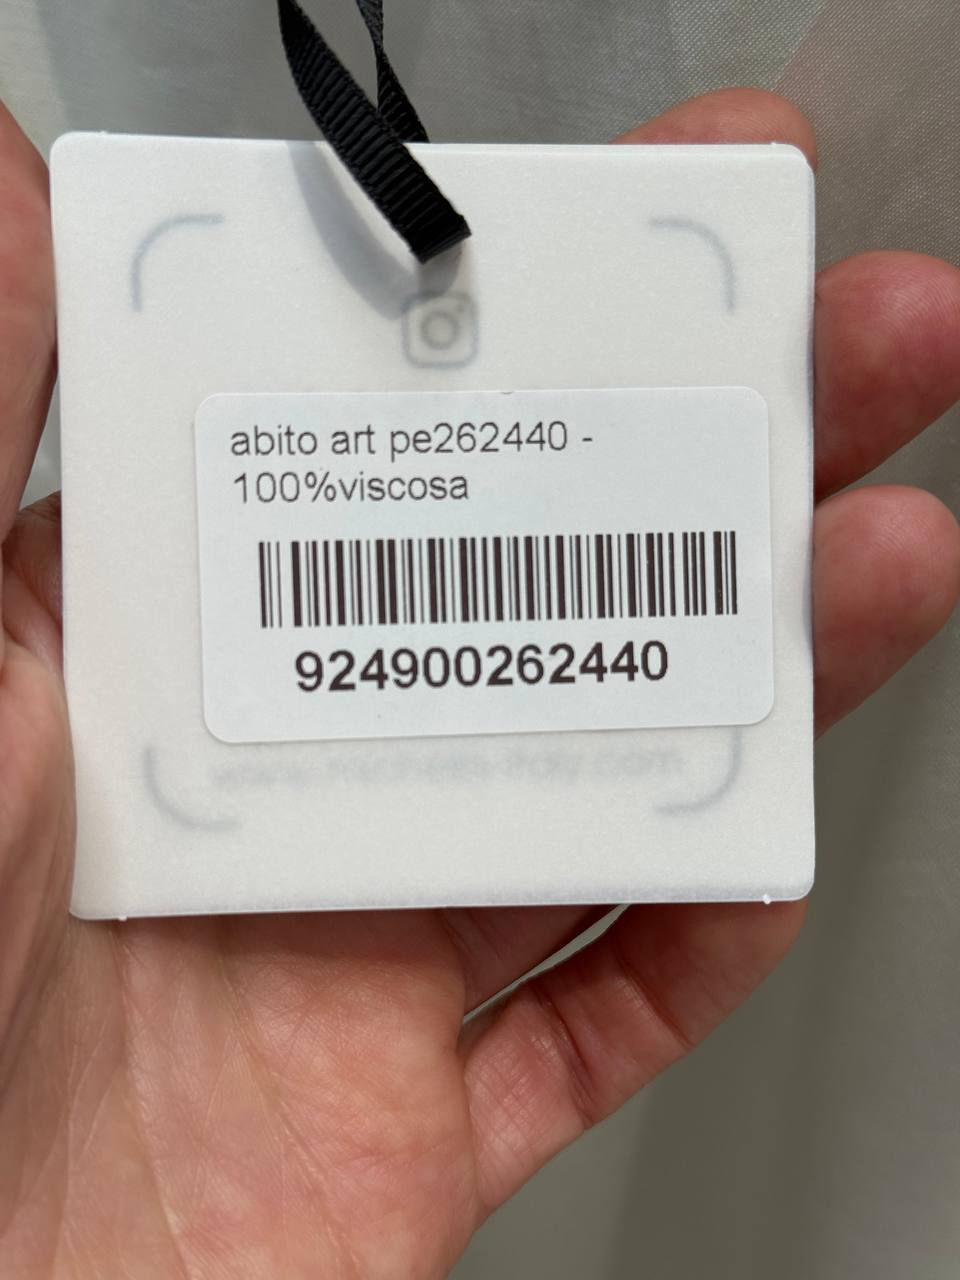 abito art pe262440 -
100%viscosa
924900262440